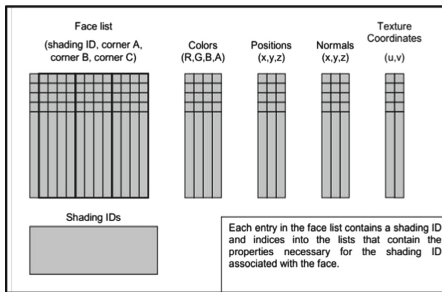 Face list
(shading ID, corner A,
corner B, corner C)
Colors
(R,G,B,A)
Positions
(x,y,z)
Normals
(x,y,z)
Texture
Coordinates
(u,v)
Shading IDs
Each entry in the face list contains a shading ID
and indices into the lists that contain the
properties necessary for the shading ID
associated with the face.